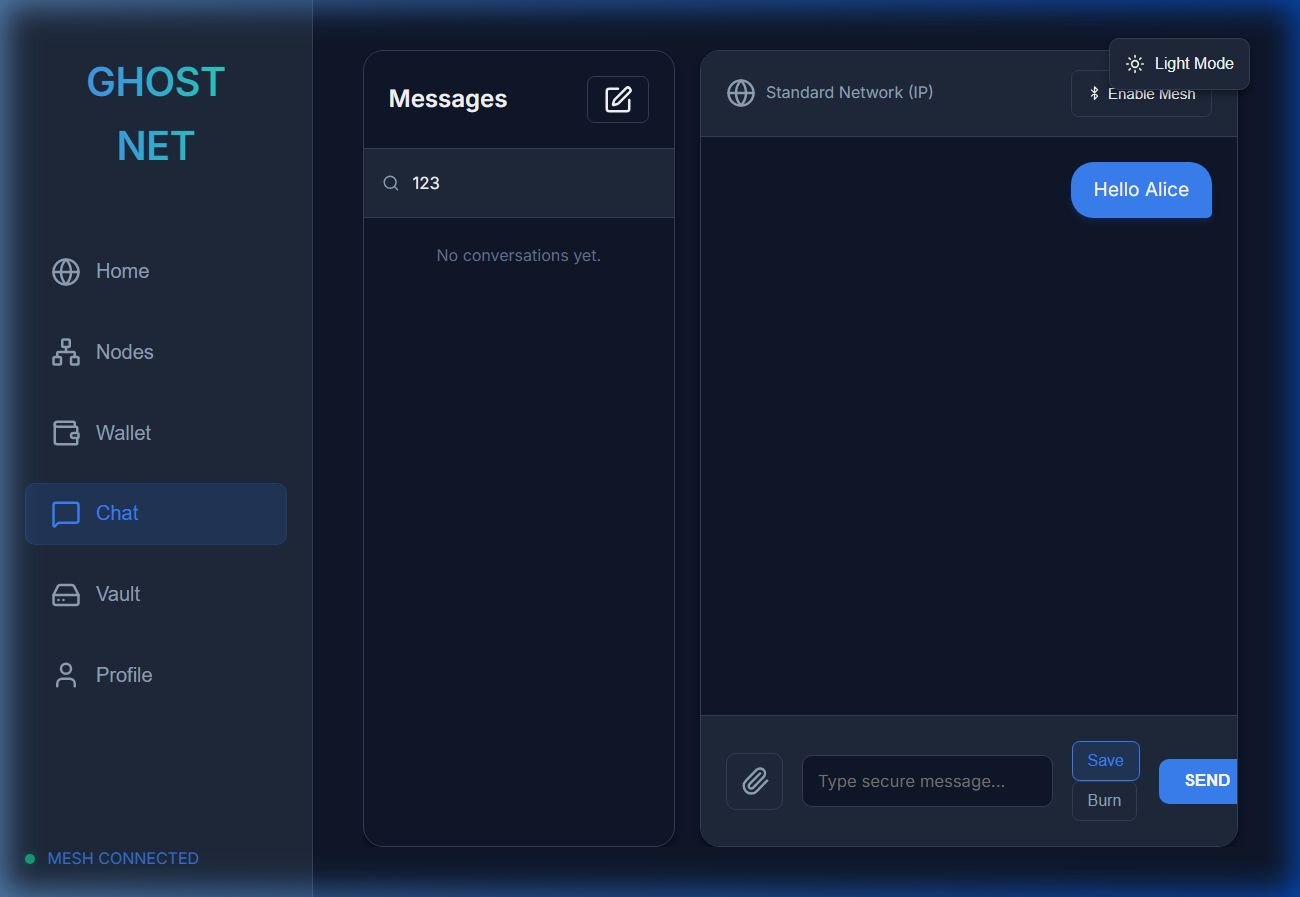 GHOST
NET
Home
Nodes
Wallet
Chat
Vault
Profile
MESH CONNECTED
Messages
123
No conversations yet.
Standard Network (IP)
Light Mode
Enable Mesh
Hello Alice
Type secure message...
Save
Burn
SEND